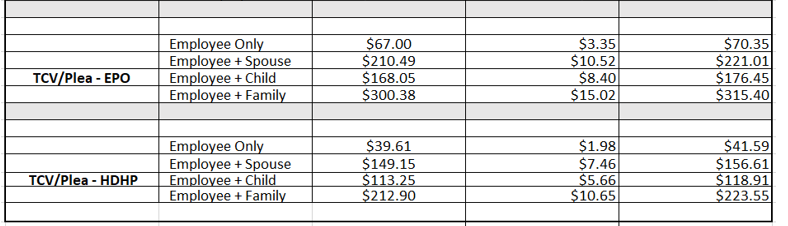 Employee Only $67.00 $3.35 $70.35
Employee + Spouse $210.49 $10.52 $221.01
TCV/Plea - EPO Employee + Child $168.05 $8.40 $176.45
Employee + Family $300.38 $15.02 $315.40
Employee Only $39.61 $1.98 $41.59
Employee + Spouse $149.15 $7.46 $156.61
TCV/Plea - HDHP Employee + Child $113.25 $5.66 $118.91
Employee + Family $212.90 $10.65 $223.55